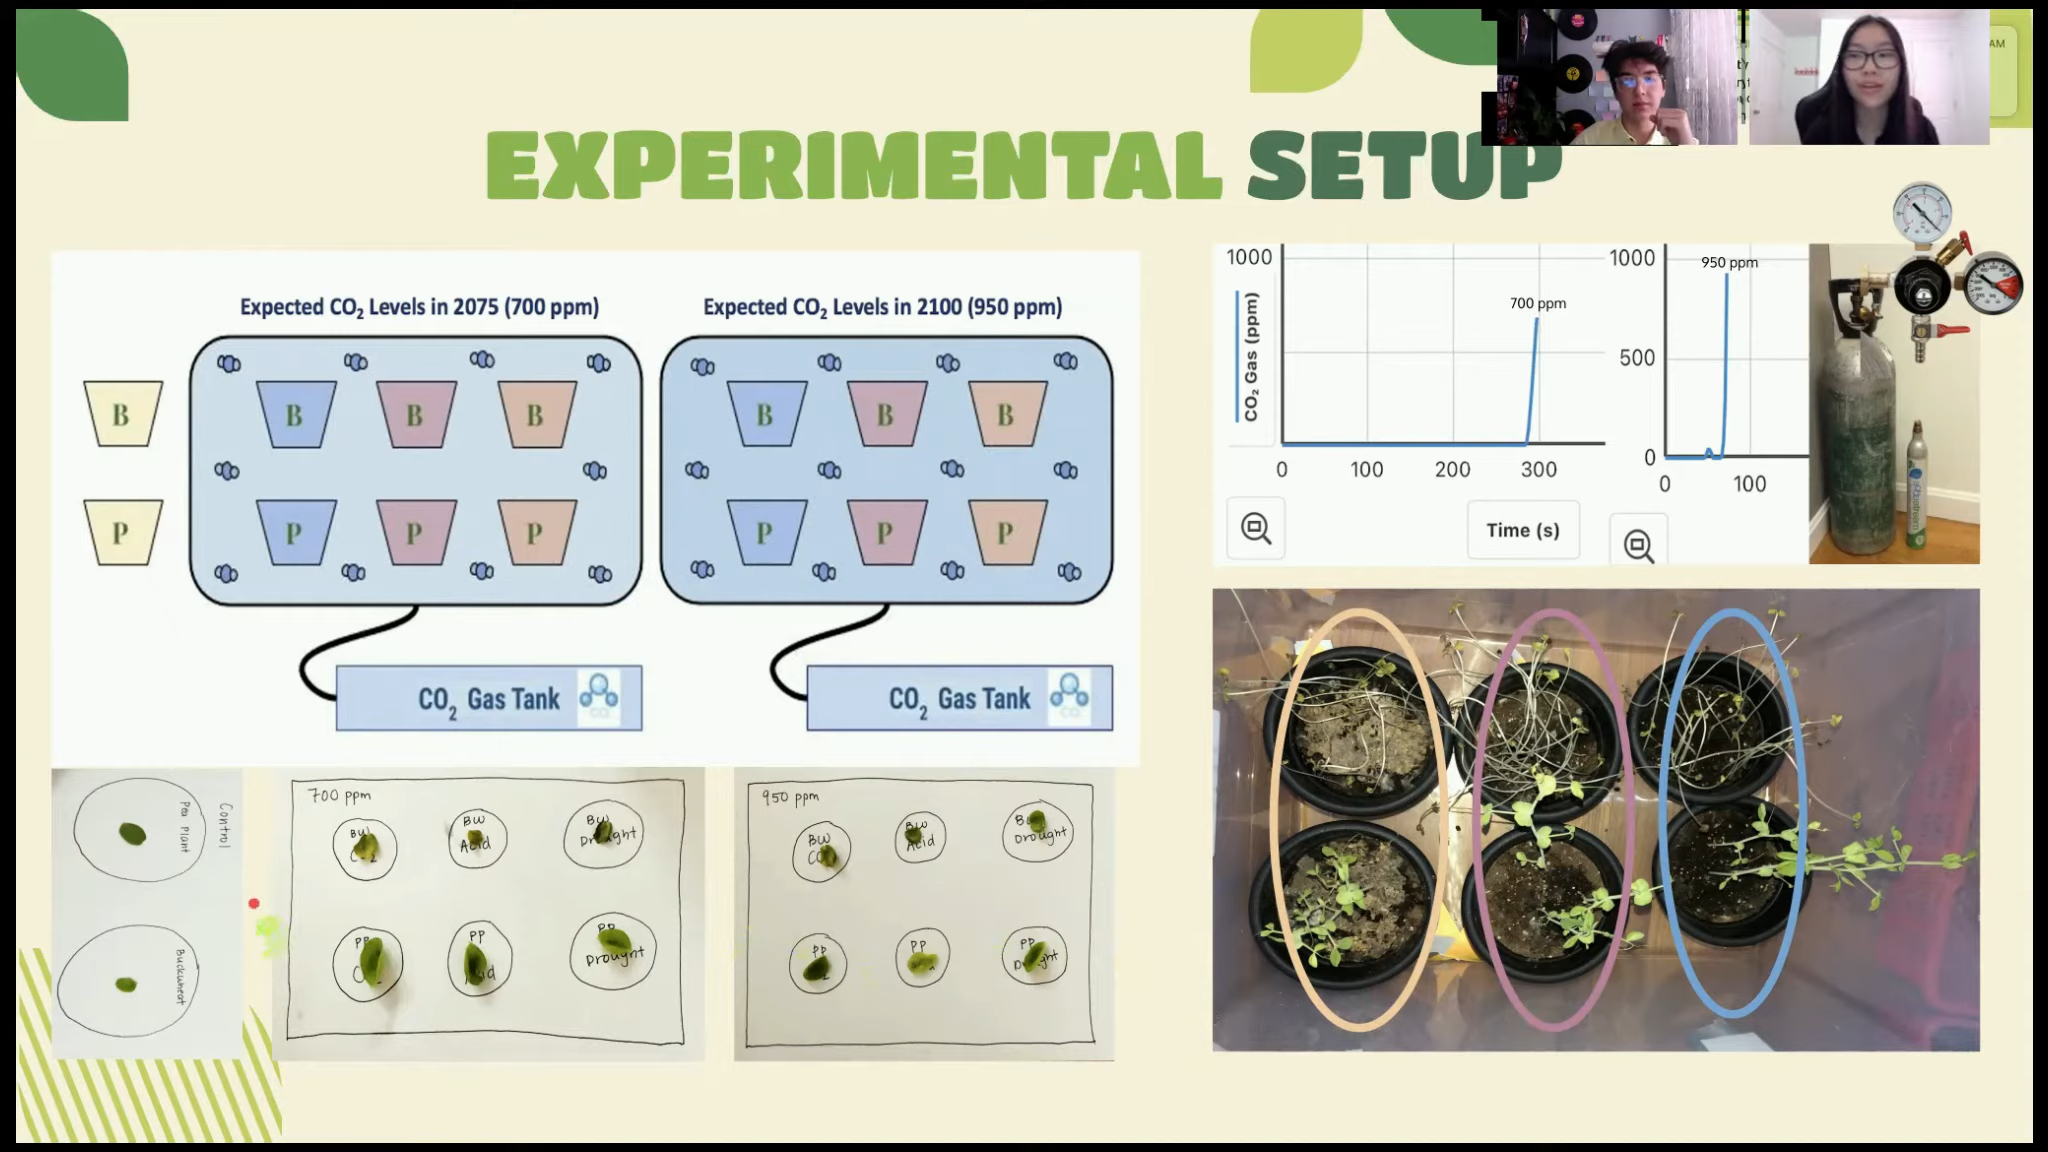 AM
EXPERIMENTAL SETUP
Expected CO₂ Levels in 2075 (700 ppm)
Expected CO₂ Levels in 2100 (950 ppm)
B
B B B
B B B
P
P P P
P P P
CO₂ Gas Tank
CO₂ Gas Tank
1000
CO₂ Gas (ppm)
700 ppm
0 100 200 300
Time (s)
1000
950 ppm
500
0
0 100
Control
Pea Plant
Buckwheat
700 ppm
BW
BW
Acid
BW
Drought
PP
PP
PP
Drought
950 ppm
BW
BW
Acid
BW
Drought
PP
PP
PP